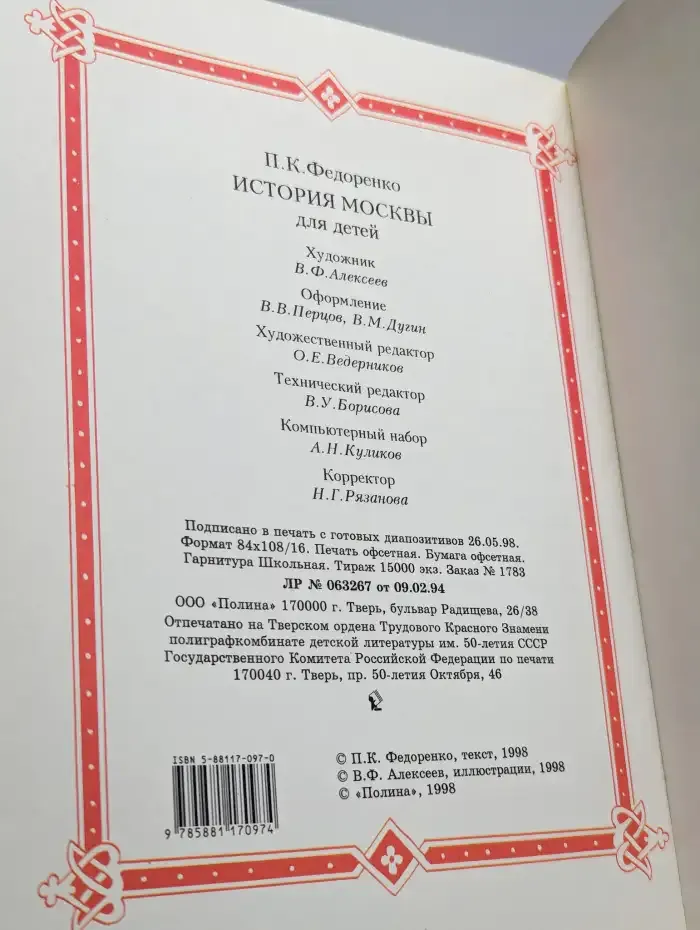 П.К.Федоренко
ИСТОРИЯ МОСКВЫ
для детей
Художник
В.Ф.Алексеев
Оформление
В.В.Перцов, В.М.Дугин
Художественный редактор
О.Е.Ведерников
Технический редактор
В.У.Борисова
Компьютерный набор
А.Н.Куликов
Корректор
Н.Г.Рязанова
Подписано в печать с готовых диапозитивов 26.05.98.
Формат 84x108/16. Печать офсетная. Бумага офсетная.
Гарнитура Школьная. Тираж 15000 экз. Заказ № 1783
ЛР № 063267 от 09.02.94
ООО «Полина» 170000 г. Тверь, бульвар Радищева, 26/38
Отпечатано на Тверском ордена Трудового Красного Знамени
полиграфкомбинате детской литературы им. 50-летия СССР
Государственного Комитета Российской Федерации по печати
170040 г. Тверь, пр. 50-летия Октября, 46
ISBN 5-88117-097-0
9 785881 170974
© П.К. Федоренко, текст, 1998
© В.Ф. Алексеев, иллюстрации, 1998
© «Полина», 1998